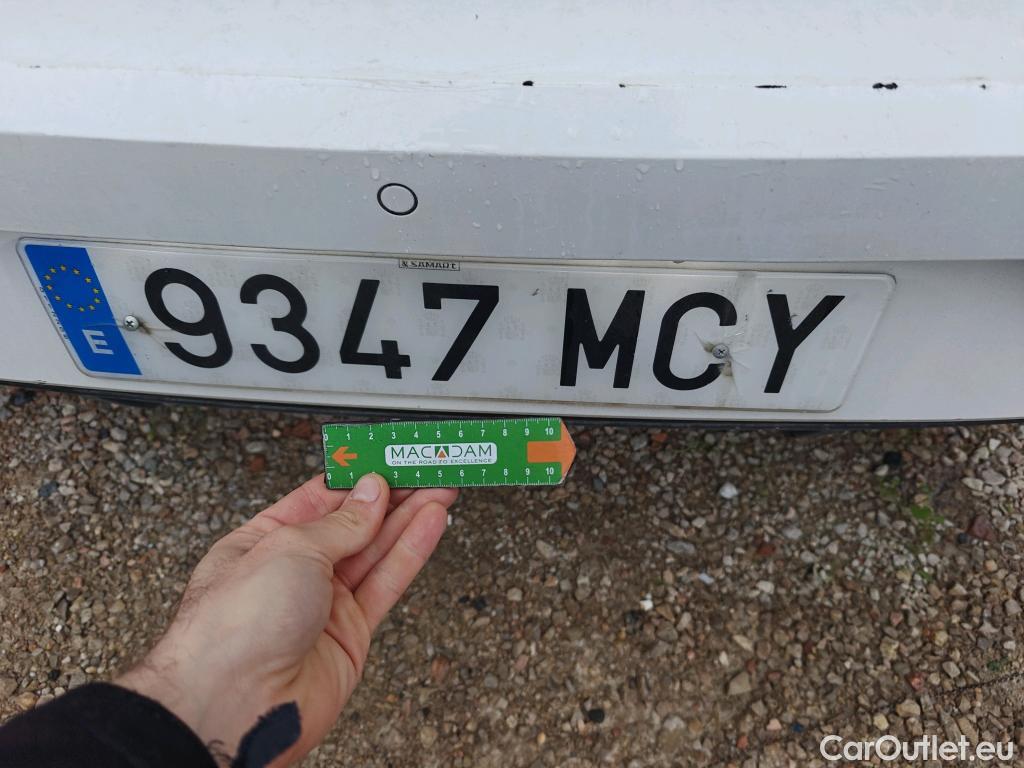 SAMAR't
E
9347 MCY
0 1 2 3 4 5 6 7 8 9 10
MACADAM
ON THE ROAD TO EXCELLENCE
0 1 2 3 4 5 6 7 8 9 10
CarOutlet.eu